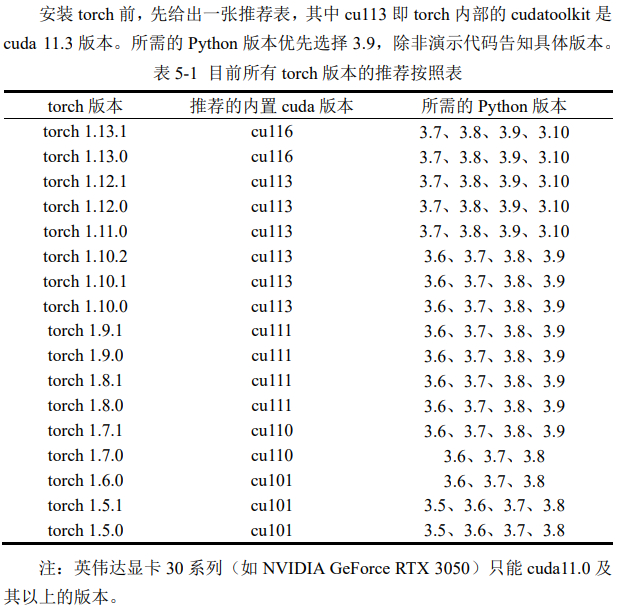 安装 torch 前，先给出一张推荐表，其中 cu113 即 torch 内部的 cudatoolkit 是
cuda 11.3 版本。所需的 Python 版本优先选择 3.9，除非演示代码告知具体版本。
表 5-1 目前所有 torch 版本的推荐按照表
torch 版本 推荐的内置 cuda 版本 所需的 Python 版本
torch 1.13.1 cu116 3.7、3.8、3.9、3.10
torch 1.13.0 cu116 3.7、3.8、3.9、3.10
torch 1.12.1 cu113 3.7、3.8、3.9、3.10
torch 1.12.0 cu113 3.7、3.8、3.9、3.10
torch 1.11.0 cu113 3.7、3.8、3.9、3.10
torch 1.10.2 cu113 3.6、3.7、3.8、3.9
torch 1.10.1 cu113 3.6、3.7、3.8、3.9
torch 1.10.0 cu113 3.6、3.7、3.8、3.9
torch 1.9.1 cu111 3.6、3.7、3.8、3.9
torch 1.9.0 cu111 3.6、3.7、3.8、3.9
torch 1.8.1 cu111 3.6、3.7、3.8、3.9
torch 1.8.0 cu111 3.6、3.7、3.8、3.9
torch 1.7.1 cu110 3.6、3.7、3.8、3.9
torch 1.7.0 cu110 3.6、3.7、3.8
torch 1.6.0 cu101 3.6、3.7、3.8
torch 1.5.1 cu101 3.5、3.6、3.7、3.8
torch 1.5.0 cu101 3.5、3.6、3.7、3.8
注：英伟达显卡 30 系列（如 NVIDIA GeForce RTX 3050）只能 cuda11.0 及
其以上的版本。